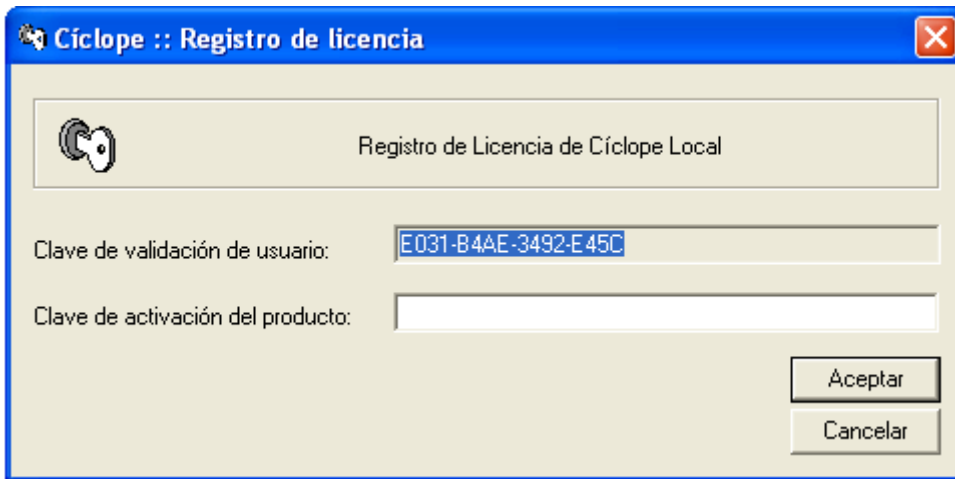 Cíclope :: Registro de licencia
Registro de Licencia de Cíclope Local
Clave de validación de usuario: E031-B4AE-3492-E45C
Clave de activación del producto:
Aceptar
Cancelar